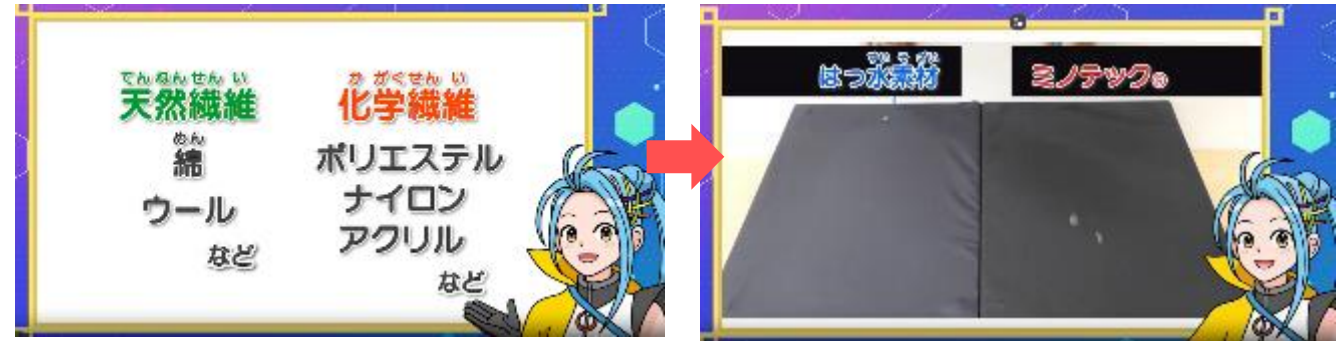 てんねんせんい
天然繊維
めん
綿
ウール
など
かがくせんい
化学繊維
ポリエステル
ナイロン
アクリル
など
すいそざい
はっ水素材
ミノテック®